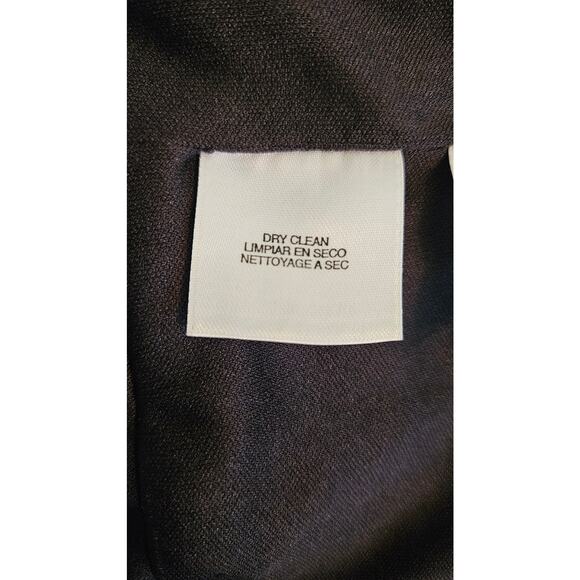 DRY CLEAN
LIMPIAR EN SECO
NETTOYAGE A SEC